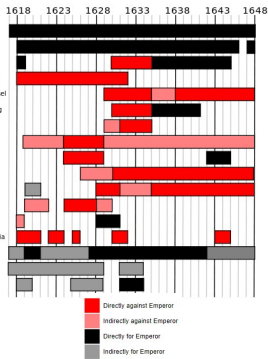 1618 1623 1628 1633 1638 1643 1648
el
g
ia
Directly against Emperor
Indirectly against Emperor
Directly for Emperor
Indirectly for Emperor